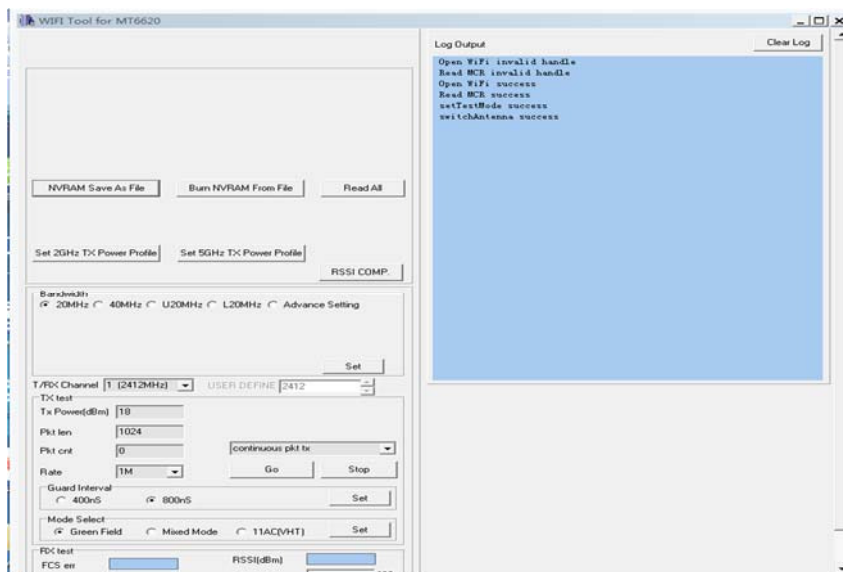 WIFI Tool for MT6620
Log Output
Clear Log
Open WiFi invalid handle
Read MCR invalid handle
Open WiFi success
Read MCR success
setTestMode success
switchAntenna success
NVRAM Save As File
Burn NVRAM From File
Read All
Set 2GHz TX Power Profile
Set 5GHz TX Power Profile
RSSI COMP.
Bandwidth
20MHz 40MHz U20MHz L20MHz Advance Setting
Set
T/RX Channel 1 (2412MHz) USER DEFINE 2412
TX test
Tx Power(dBm) 18
Pkt len 1024
Pkt cnt 0 continuous pkt tx
Rate 1M Go Stop
Guard Interval
400nS 800nS Set
Mode Select
Green Field Mixed Mode 11AC(VHT) Set
RX test
FCS err RSSI(dBm)